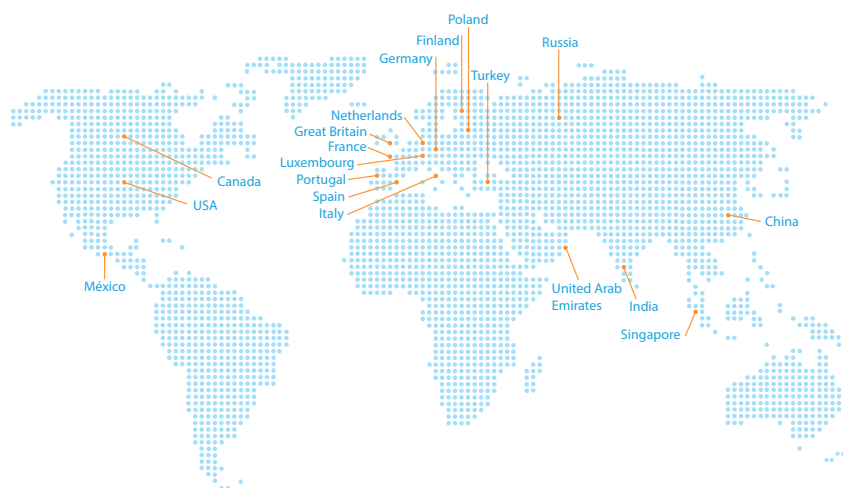 Poland
Finland
Russia
Germany
Turkey
Netherlands
Great Britain
France
Luxembourg
Canada
Portugal
Spain
USA
Italy
China
México
United Arab
Emirates
India
Singapore